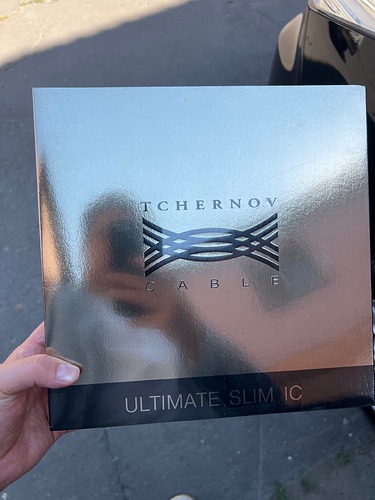 TCHERNOV
CABLE
ULTIMATE SLIM IC